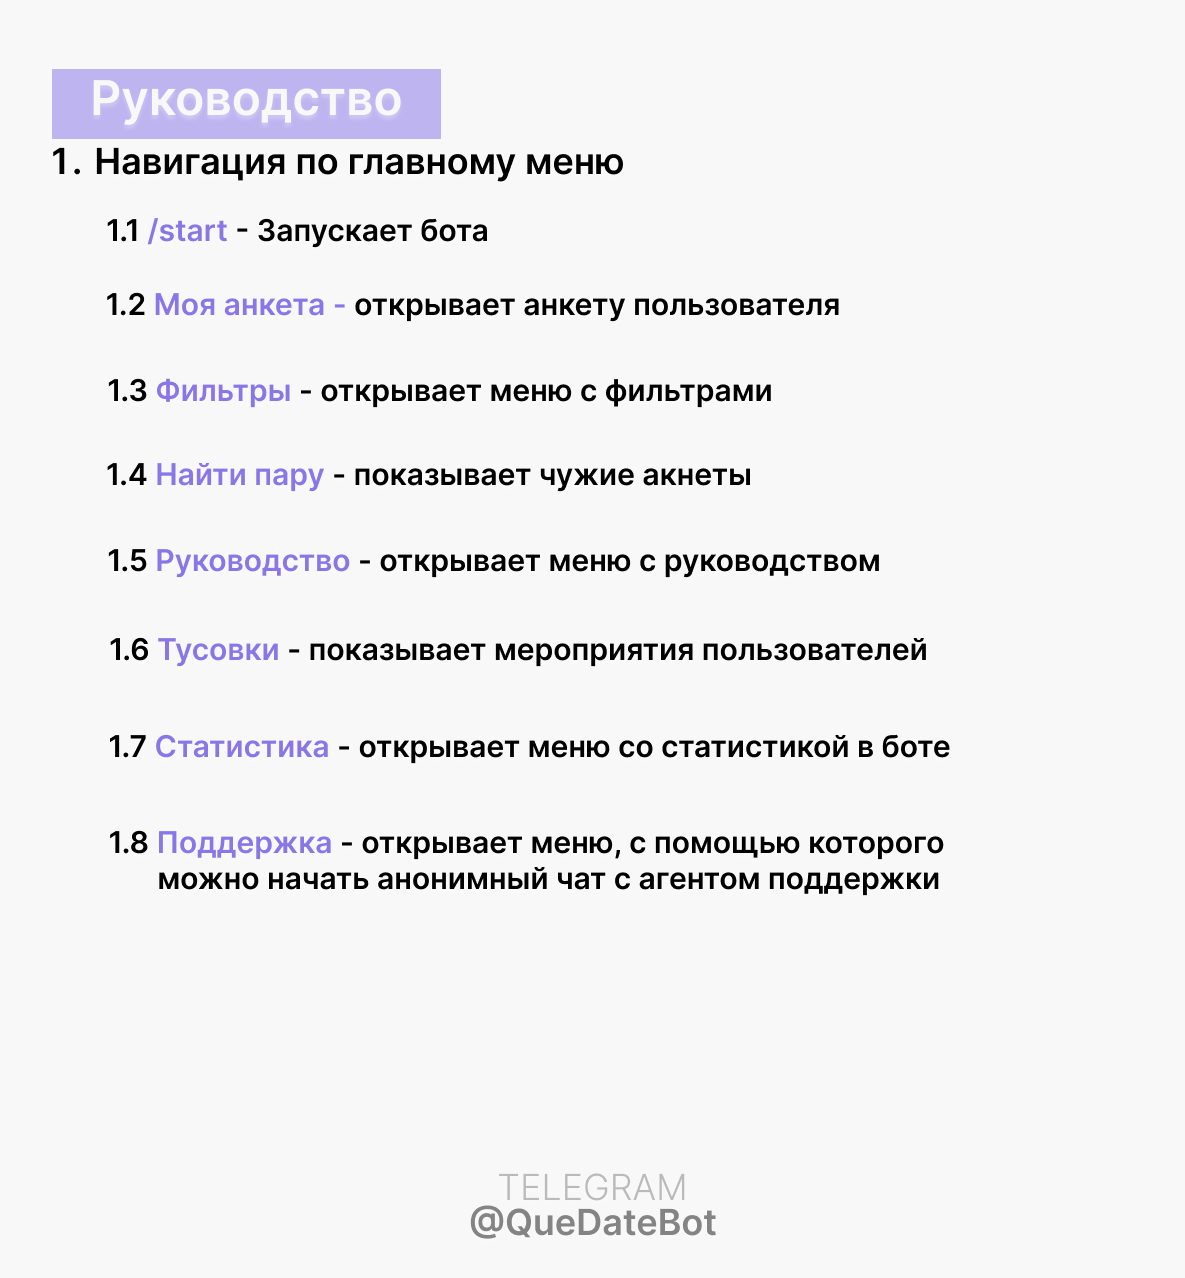 Руководство
1. Навигация по главному меню
1.1 /start - Запускает бота
1.2 Моя анкета - открывает анкету пользователя
1.3 Фильтры - открывает меню с фильтрами
1.4 Найти пару - показывает чужие акнеты
1.5 Руководство - открывает меню с руководством
1.6 Тусовки - показывает мероприятия пользователей
1.7 Статистика - открывает меню со статистикой в боте
1.8 Поддержка - открывает меню, с помощью которого
можно начать анонимный чат с агентом поддержки
TELEGRAM
@QueDateBot